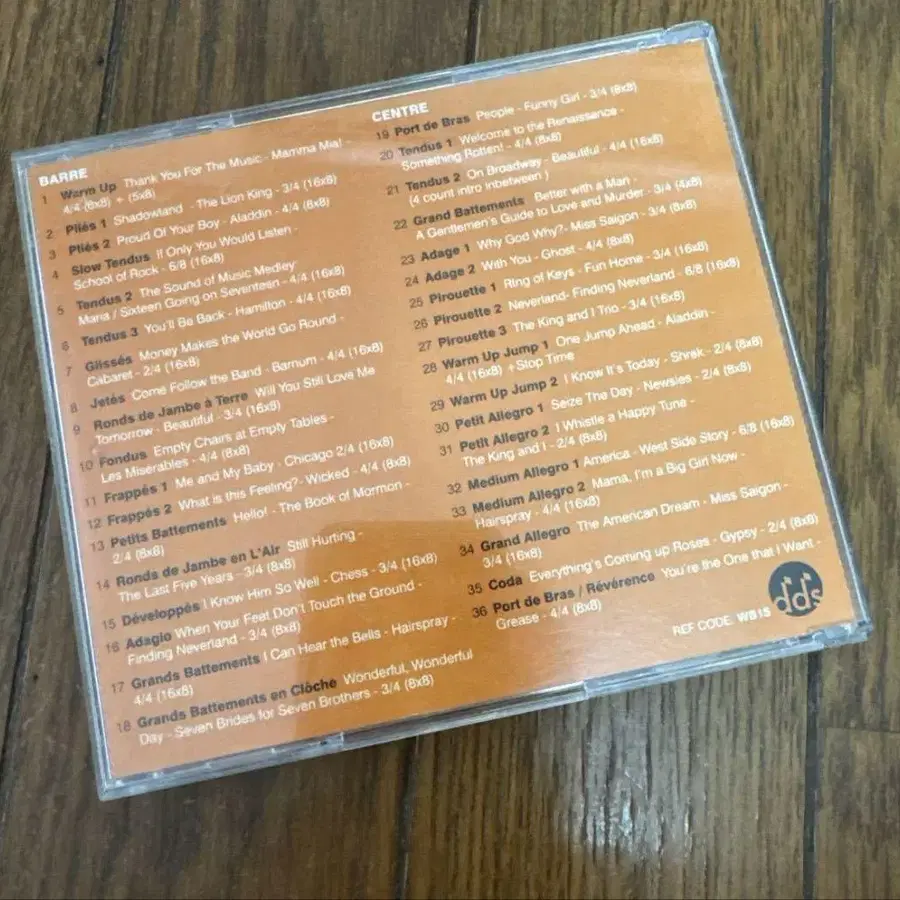 BARRE
1 Warm Up Thank You For The Music - Mamma Mia! -
4/4 (8x8) + (5x8)
2 Pliés 1 Shadowland - The Lion King - 3/4 (16x8)
3 Pliés 2 Proud Of Your Boy - Aladdin - 4/4 (8x8)
4 Slow Tendus If Only You Would Listen -
School of Rock - 6/8 (16x8)
5 Tendus 2 The Sound of Music Medley
Maria / Sixteen Going on Seventeen - 4/4 (16x8)
6 Tendus 3 You'll Be Back - Hamilton - 4/4 (16x8)
7 Glissés Money Makes the World Go Round -
Cabaret - 2/4 (16x8)
8 Jetés Come Follow the Band - Barnum - 4/4 (16x8)
9 Ronds de Jambe à Terre Will You Still Love Me
Tomorrow - Beautiful - 3/4 (16x8)
10 Fondus Empty Chairs at Empty Tables -
Les Misérables - 4/4 (8x8)
11 Frappés 1 Me and My Baby - Chicago 2/4 (16x8)
12 Frappés 2 What is this Feeling? - Wicked - 4/4 (8x8)
13 Petits Battements Hello! - The Book of Mormon -
2/4 (8x8)
14 Ronds de Jambe en L'Air Still Hurting -
The Last Five Years - 3/4 (8x8)
15 Développés I Know Him So Well - Chess - 3/4 (16x8)
16 Adagio When Your Feet Don't Touch the Ground -
Finding Neverland - 3/4 (8x8)
17 Grands Battements I Can Hear the Bells - Hairspray -
4/4 (16x8)
18 Grands Battements en Clôche Wonderful, Wonderful
Day - Seven Brides for Seven Brothers - 3/4 (8x8)
CENTRE
19 Port de Bras People - Funny Girl - 3/4 (8x8)
20 Tendus 1 Welcome to the Renaissance -
Something Rotten! - 4/4 (8x8)
21 Tendus 2 On Broadway - Beautiful - 4/4 (16x8)
(4 count intro inbetween )
22 Grand Battements Better with a Man -
A Gentlemen's Guide to Love and Murder - 3/4 (4x8)
23 Adage 1 Why God Why? - Miss Saigon - 3/4 (8x8)
24 Adage 2 With You - Ghost - 4/4 (8x8)
25 Pirouette 1 Ring of Keys - Fun Home - 3/4 (16x8)
26 Pirouette 2 Neverland- Finding Neverland - 6/8 (16x8)
27 Pirouette 3 The King and I Trio - 3/4 (8x8)
28 Warm Up Jump 1 One Jump Ahead - Aladdin -
4/4 (16x8) +Stop Time
29 Warm Up Jump 2 I Know It's Today - Shrek - 2/4 (8x8)
30 Petit Allegro 1 Seize The Day - Newsies - 2/4 (8x8)
31 Petit Allegro 2 I Whistle a Happy Tune -
The King and I - 2/4 (8x8)
32 Medium Allegro 1 America - West Side Story - 6/8 (16x8)
33 Medium Allegro 2 Mama, I'm a Big Girl Now -
Hairspray - 4/4 (16x8)
34 Grand Allegro The American Dream - Miss Saigon -
3/4 (16x8)
35 Coda Everything's Coming up Roses - Gypsy - 2/4 (8x8)
36 Port de Bras / Révérence You're the One that I Want -
Grease - 4/4 (8x8)
dds
REF CODE: WB15